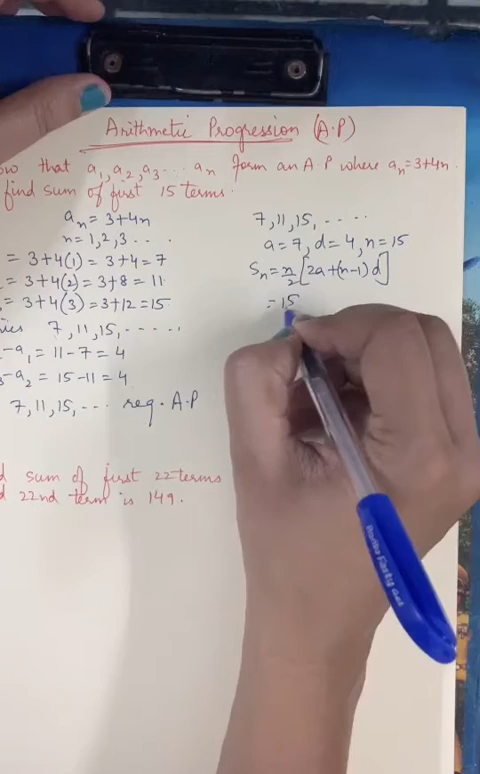 Arithmetic Progression (A.P)
ow that a₁, a₂, a₃ ... aₙ form an A.P where aₙ=3+4n.
find sum of first 15 terms.
aₙ = 3+4n
n = 1,2,3 ....
= 3+4(1) = 3+4 = 7
= 3+4(2) = 3+8 = 11
= 3+4(3) = 3+12 = 15
ies 7, 11, 15, ......
- a₁ = 11-7 = 4
- a₂ = 15-11 = 4
7, 11, 15, ... req. A.P
7, 11, 15, .....
a=7, d=4, n=15
Sₙ = n/2 [2a+(n-1)d]
= 15
d sum of first 22 terms
d 22nd term is 149.